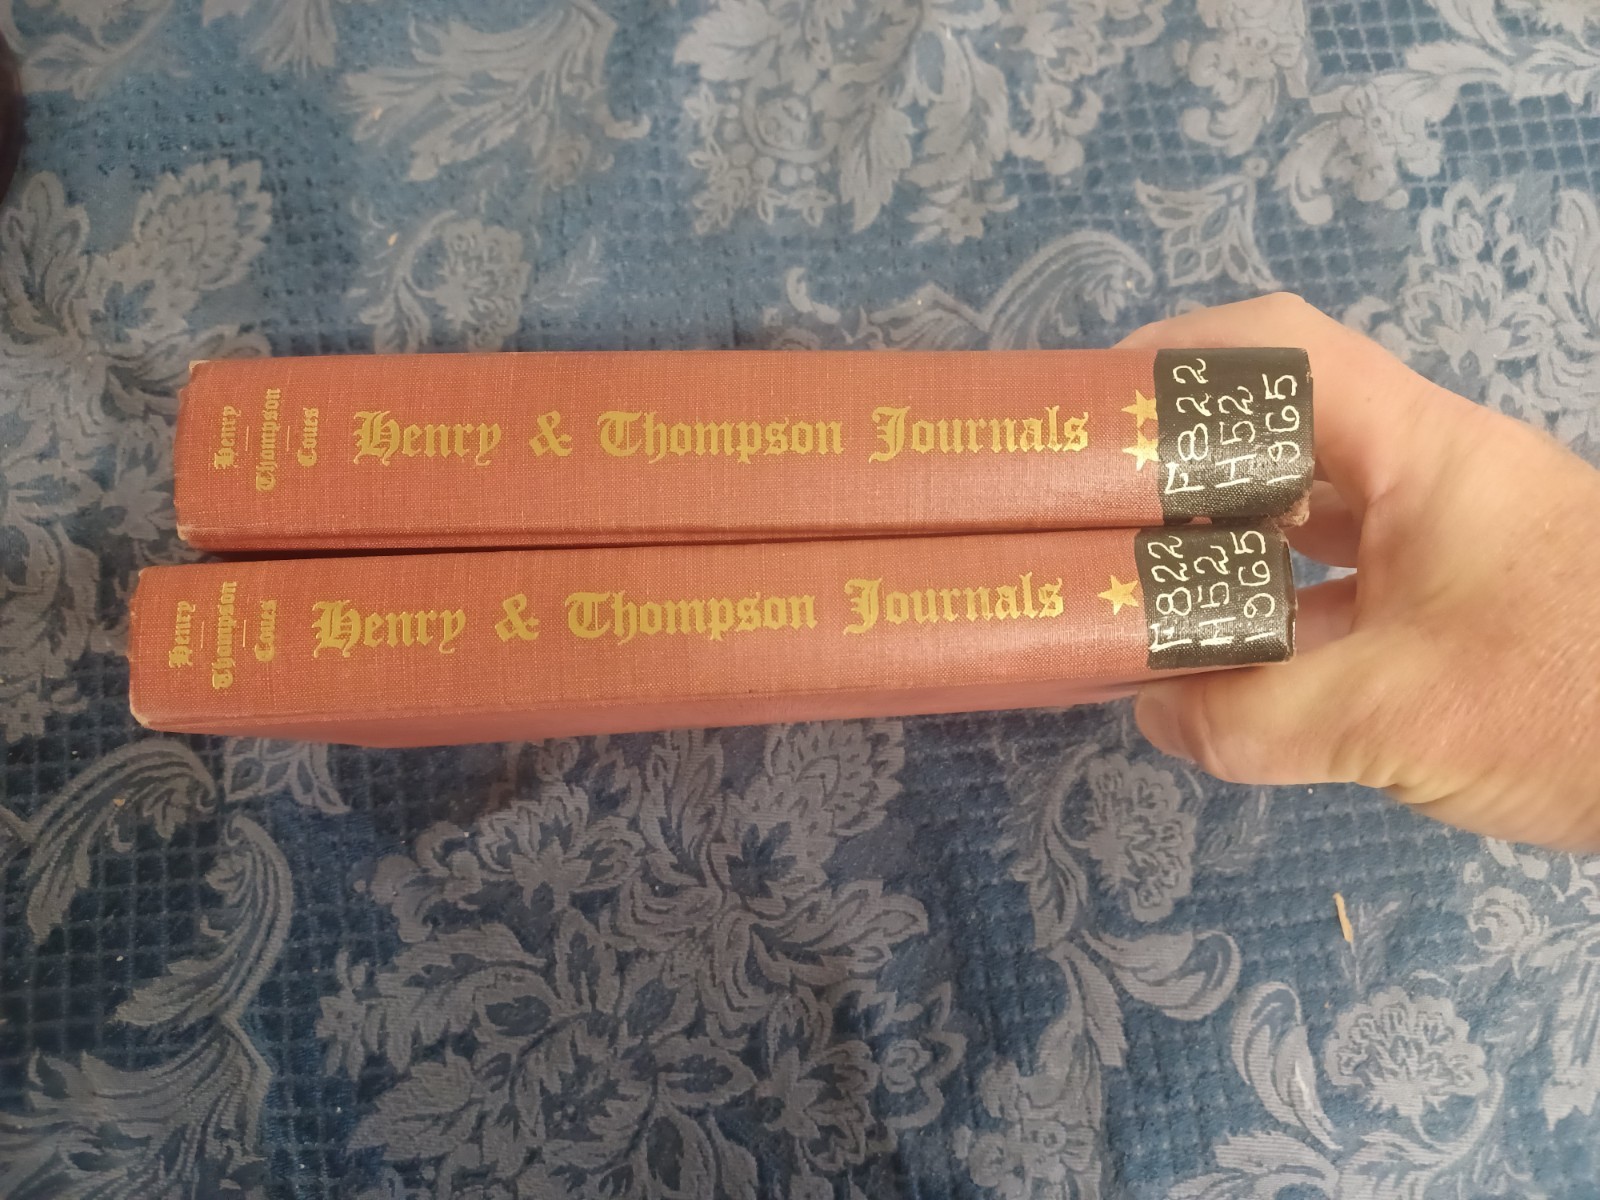 Henry
Thompson
Coues
Henry & Thompson Journals
F822
H52
1965
Henry
Thompson
Coues
Henry & Thompson Journals
F822
H52
1965